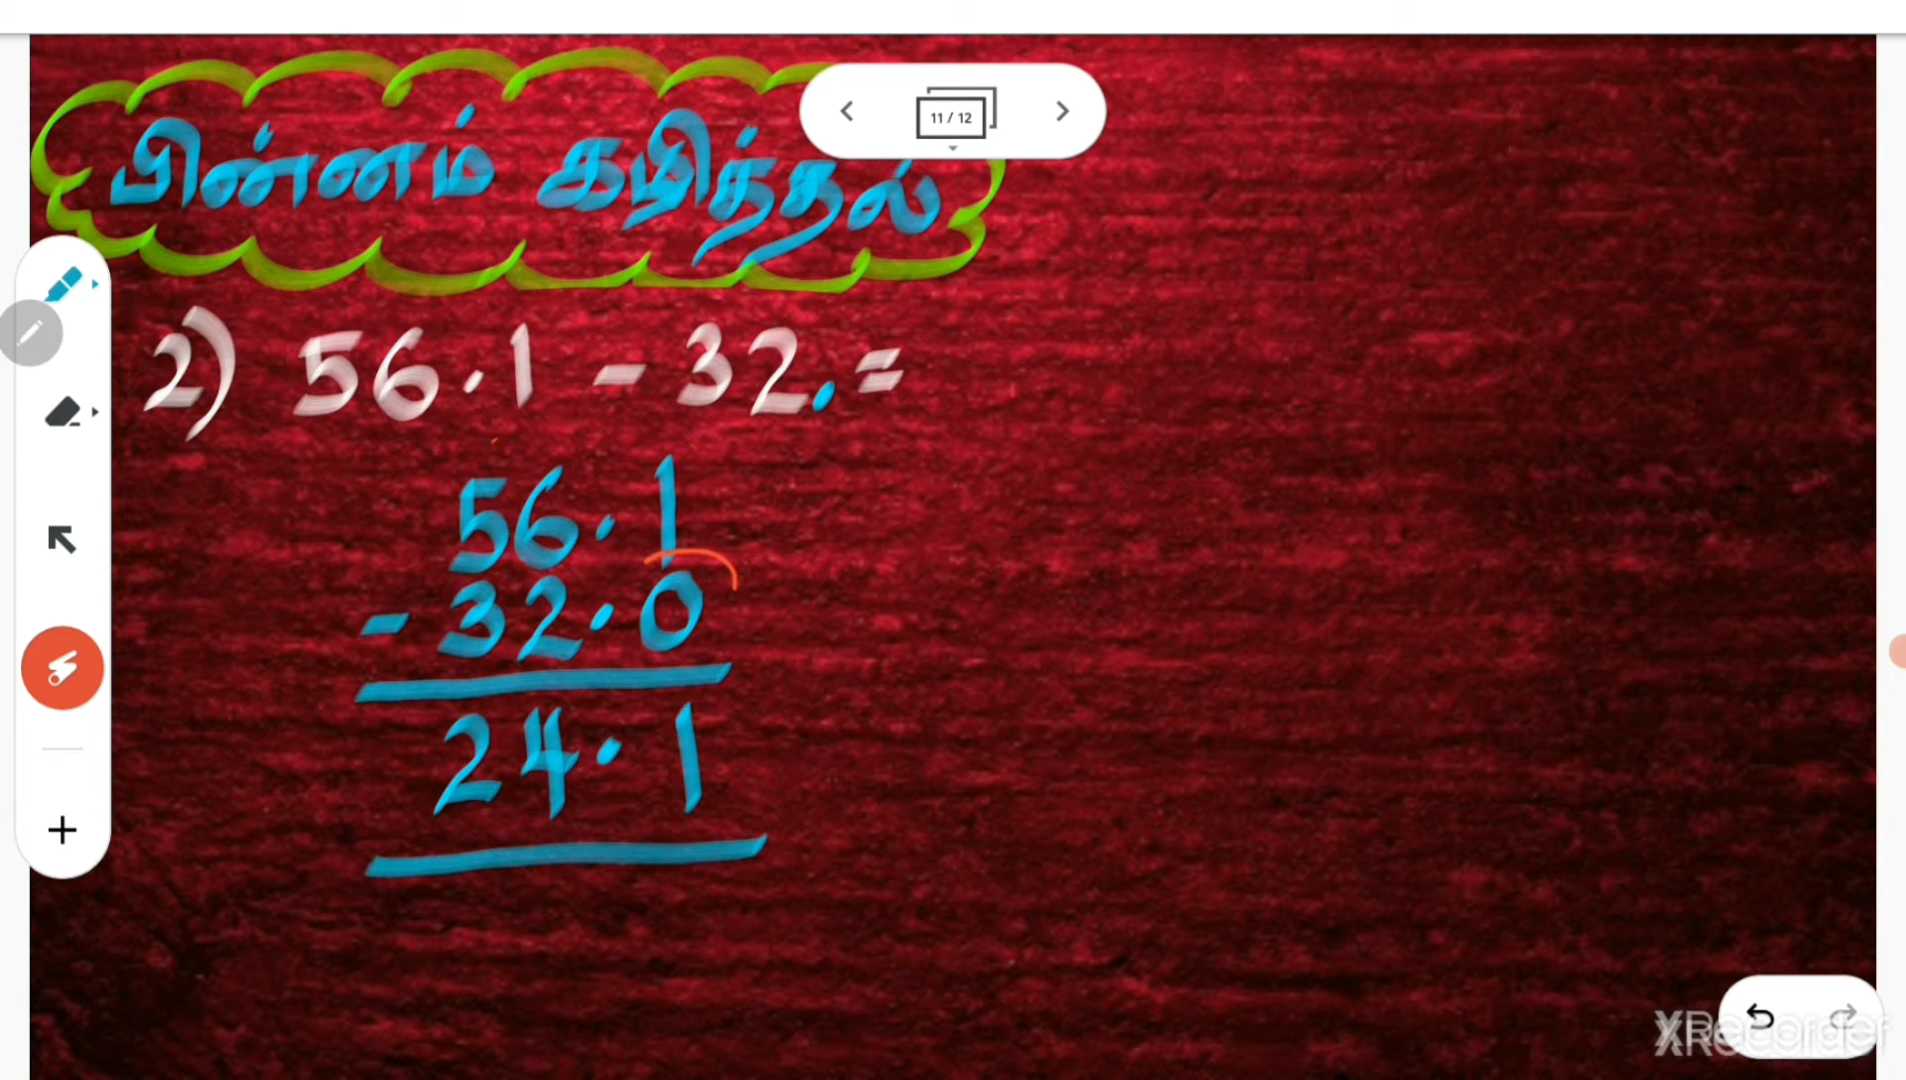 11 / 12
பின்னம் கழித்தல்
2) 56.1 - 32. =
56.1
- 32.0
24.1
XRecorder